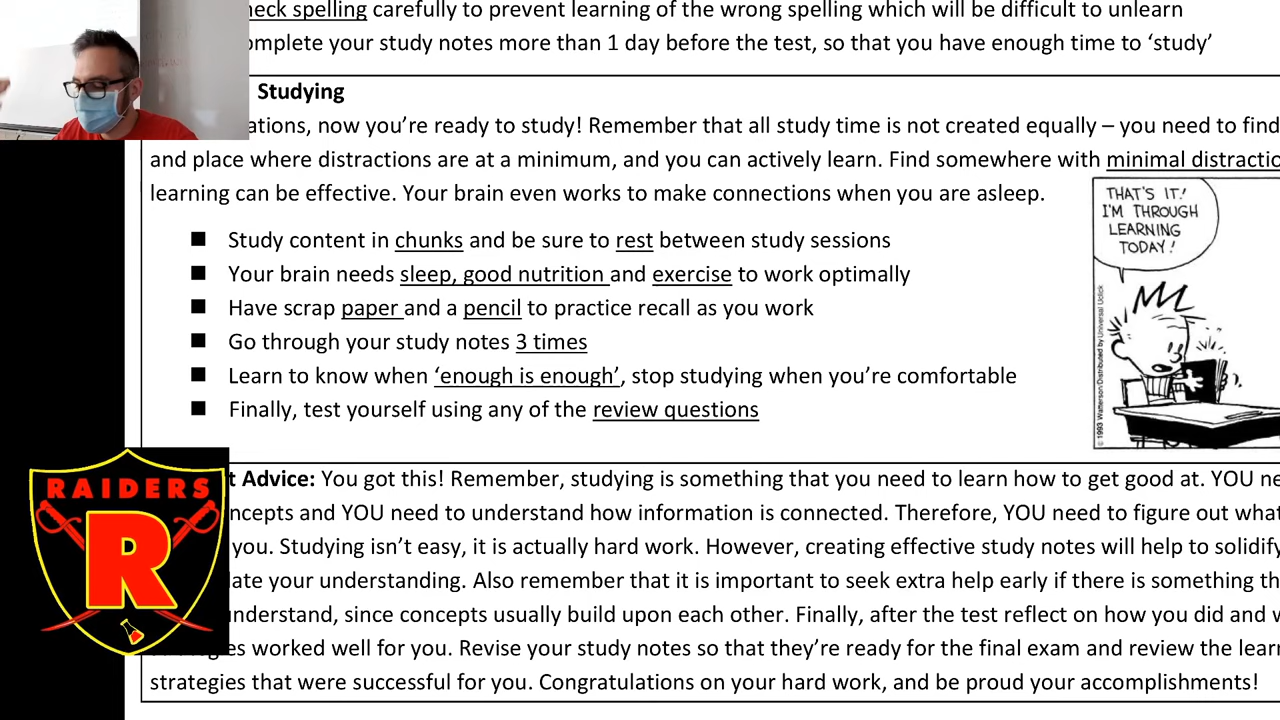 heck spelling carefully to prevent learning of the wrong spelling which will be difficult to unlearn
omplete your study notes more than 1 day before the test, so that you have enough time to ‘study’
Studying
ations, now you’re ready to study! Remember that all study time is not created equally – you need to find
and place where distractions are at a minimum, and you can actively learn. Find somewhere with minimal distractio
learning can be effective. Your brain even works to make connections when you are asleep.
THAT'S IT!
I'M THROUGH
LEARNING
TODAY!
© 1993 Watterson/Distributed by Universal Uclick
■ Study content in chunks and be sure to rest between study sessions
■ Your brain needs sleep, good nutrition and exercise to work optimally
■ Have scrap paper and a pencil to practice recall as you work
■ Go through your study notes 3 times
■ Learn to know when ‘enough is enough’, stop studying when you’re comfortable
■ Finally, test yourself using any of the review questions
RAIDERS
R
t Advice: You got this! Remember, studying is something that you need to learn how to get good at. YOU ne
ncepts and YOU need to understand how information is connected. Therefore, YOU need to figure out what
you. Studying isn’t easy, it is actually hard work. However, creating effective study notes will help to solidify
late your understanding. Also remember that it is important to seek extra help early if there is something th
understand, since concepts usually build upon each other. Finally, after the test reflect on how you did and w
es worked well for you. Revise your study notes so that they’re ready for the final exam and review the learn
strategies that were successful for you. Congratulations on your hard work, and be proud your accomplishments!